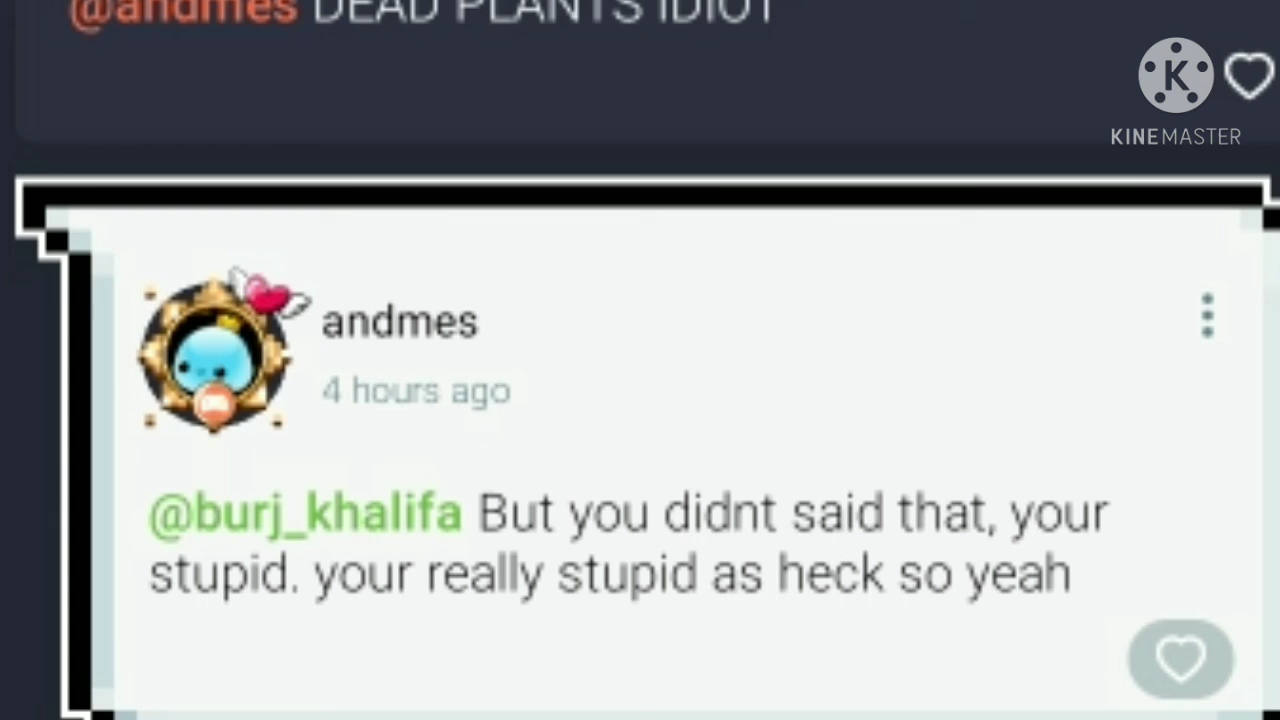 @andmes DEAD PLANTS IDIOT
K
KINEMASTER
andmes
4 hours ago
@burj_khalifa But you didnt said that, your
stupid. your really stupid as heck so yeah